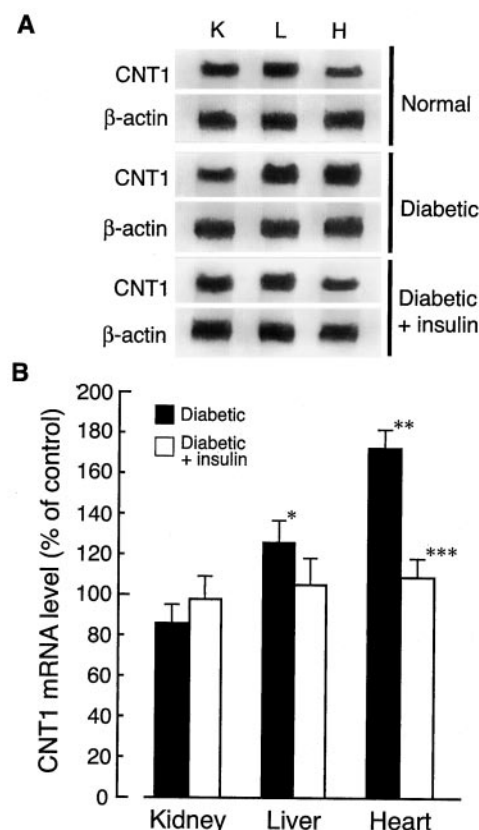 A
K L H
CNT1
β-actin
Normal
CNT1
β-actin
Diabetic
CNT1
β-actin
Diabetic
+ insulin
B
CNT1 mRNA level (% of control)
200
180
160
140
120
100
80
60
40
20
0
Diabetic
Diabetic
+ insulin
*
**
***
Kidney Liver Heart